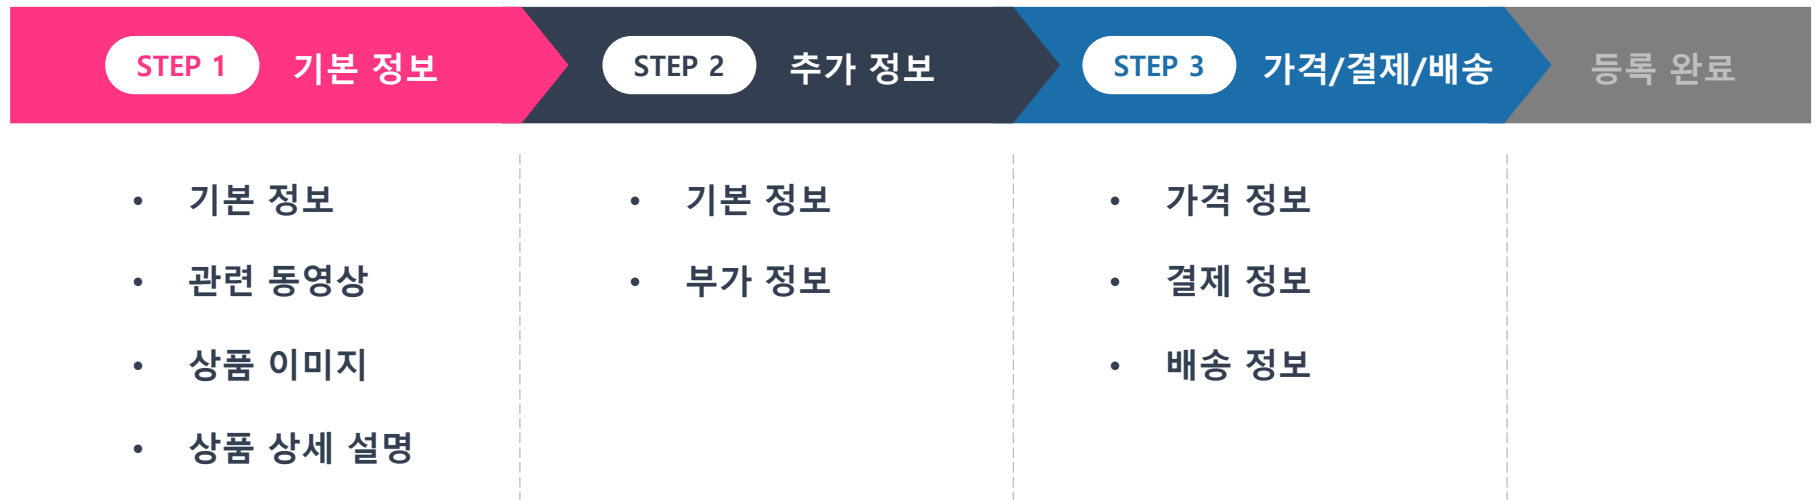 STEP 1 기본 정보
STEP 2 추가 정보
STEP 3 가격/결제/배송
등록 완료
• 기본 정보
• 관련 동영상
• 상품 이미지
• 상품 상세 설명
• 기본 정보
• 부가 정보
• 가격 정보
• 결제 정보
• 배송 정보